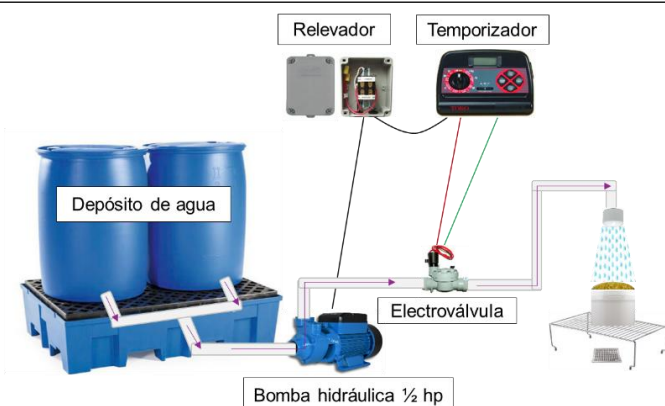 Relevador
Temporizador
Depósito de agua
Electroválvula
Bomba hidráulica ½ hp